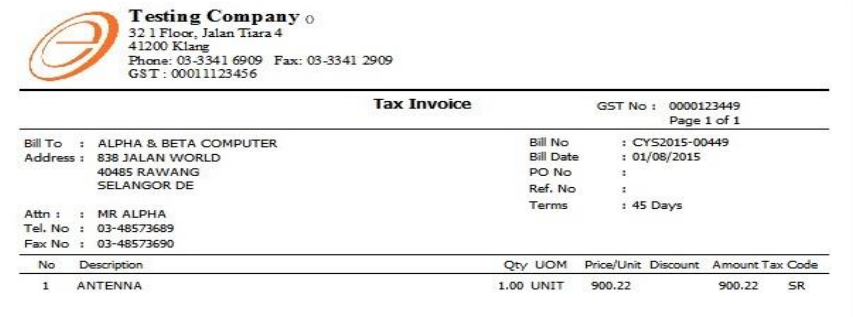 Testing Company ()
32 1 Floor, Jalan Tiara 4
41200 Klang
Phone: 03-3341 6909 Fax: 03-3341 2909
GST : 00011123456
Tax Invoice
GST No : 0000123449
Page 1 of 1
Bill To : ALPHA & BETA COMPUTER
Address : 838 JALAN WORLD
40485 RAWANG
SELANGOR DE
Attn : : MR ALPHA
Tel. No : 03-48573689
Fax No : 03-48573690
Bill No : CYS2015-00449
Bill Date : 01/08/2015
PO No :
Ref. No :
Terms : 45 Days
No Description Qty UOM Price/Unit Discount Amount Tax Code
1 ANTENNA 1.00 UNIT 900.22 900.22 SR